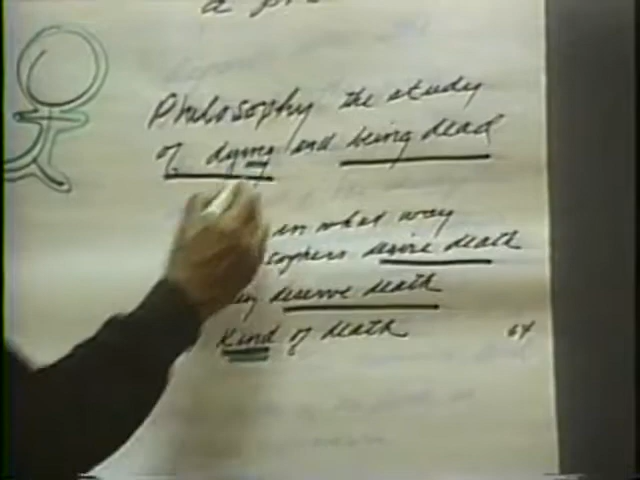 a
Philosophy the study
of dying and being dead
in what way
sophers desire death
deserve death
Kind of death 64